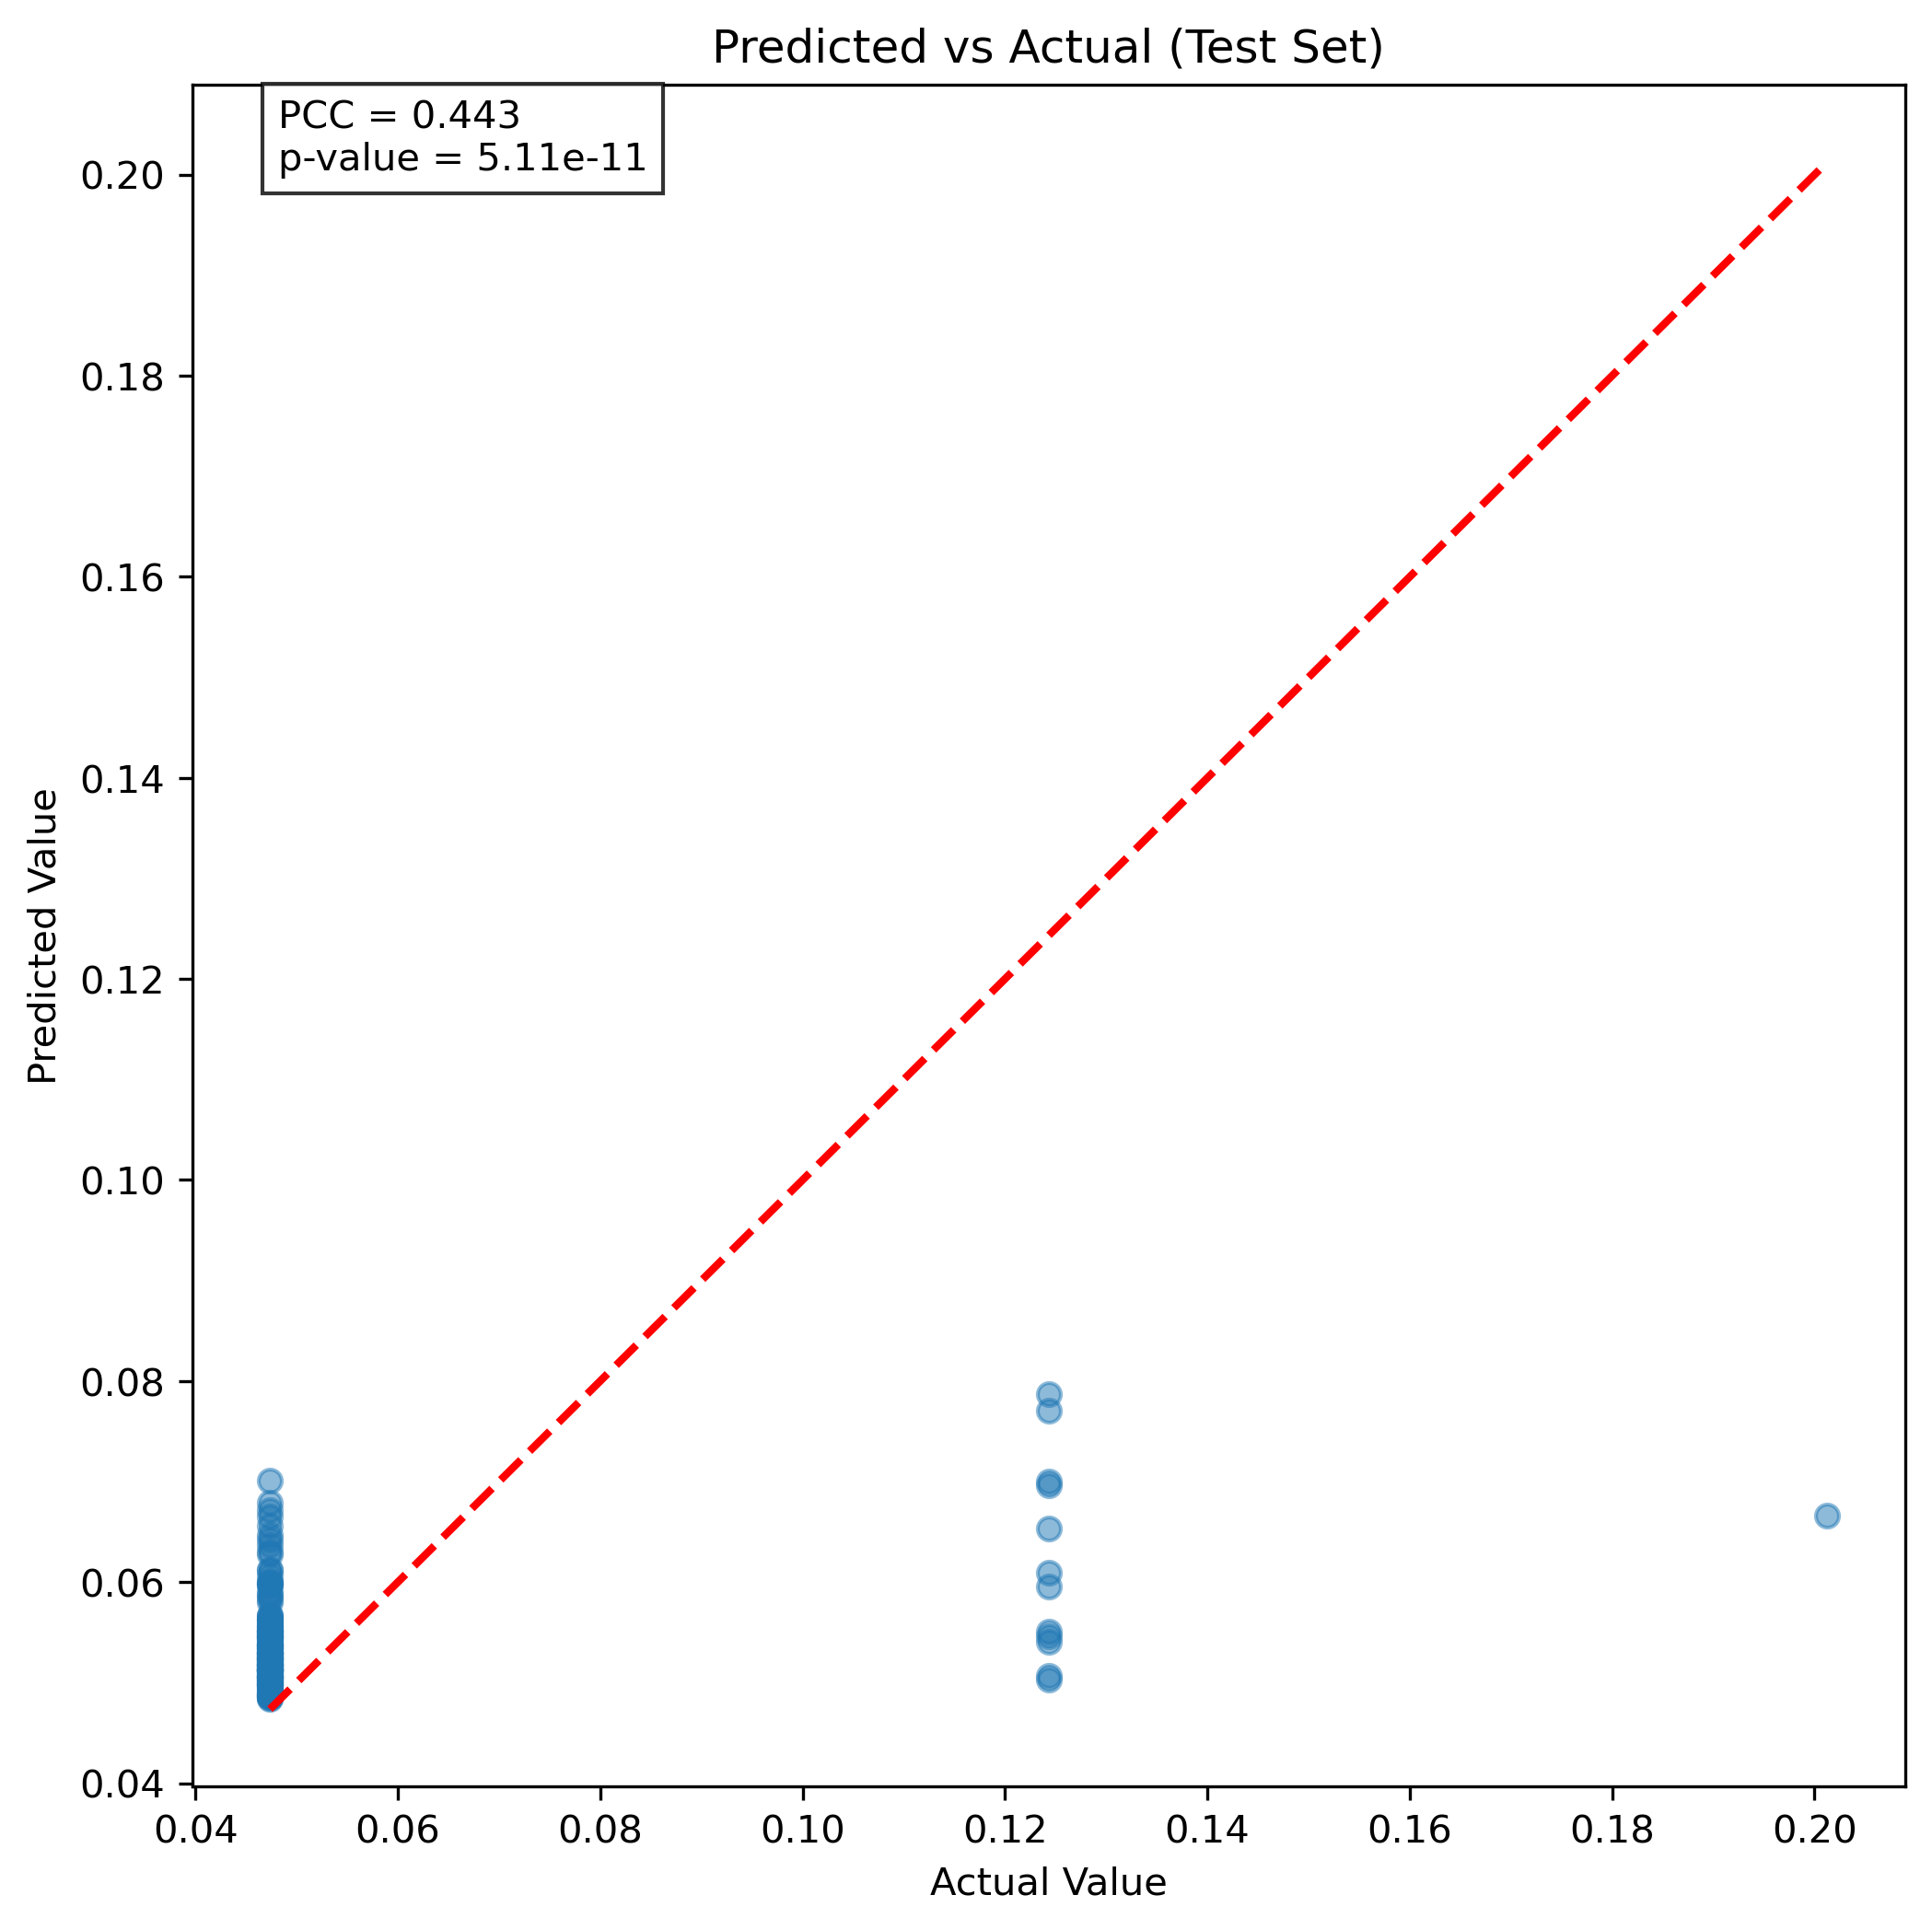 Predicted vs Actual (Test Set)
PCC = 0.443
p-value = 5.11e-11
0.20
0.18
0.16
0.14
0.12
0.10
0.08
0.06
0.04
Predicted Value
0.04 0.06 0.08 0.10 0.12 0.14 0.16 0.18 0.20
Actual Value